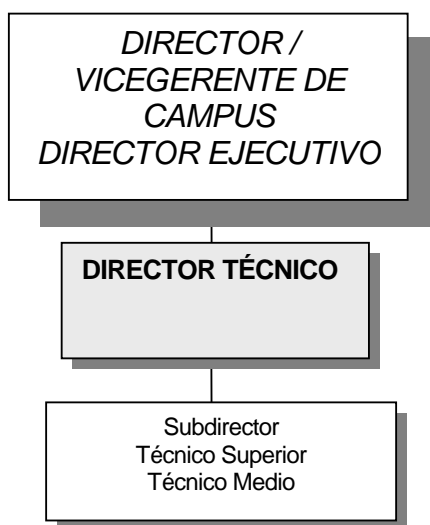 DIRECTOR /
VICEGERENTE DE
CAMPUS
DIRECTOR EJECUTIVO
DIRECTOR TÉCNICO
Subdirector
Técnico Superior
Técnico Medio